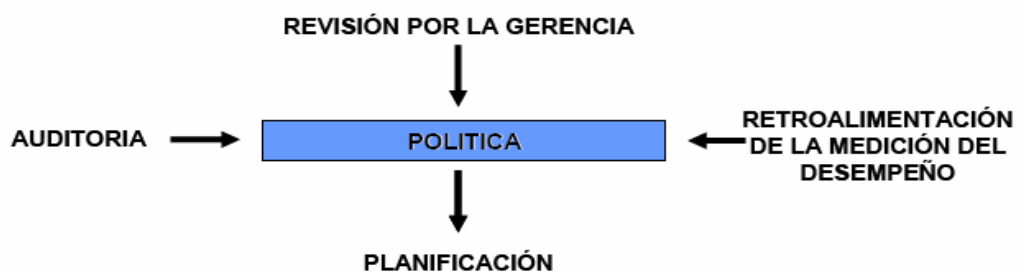 REVISIÓN POR LA GERENCIA
AUDITORIA
POLITICA
RETROALIMENTACIÓN
DE LA MEDICIÓN DEL
DESEMPEÑO
PLANIFICACIÓN